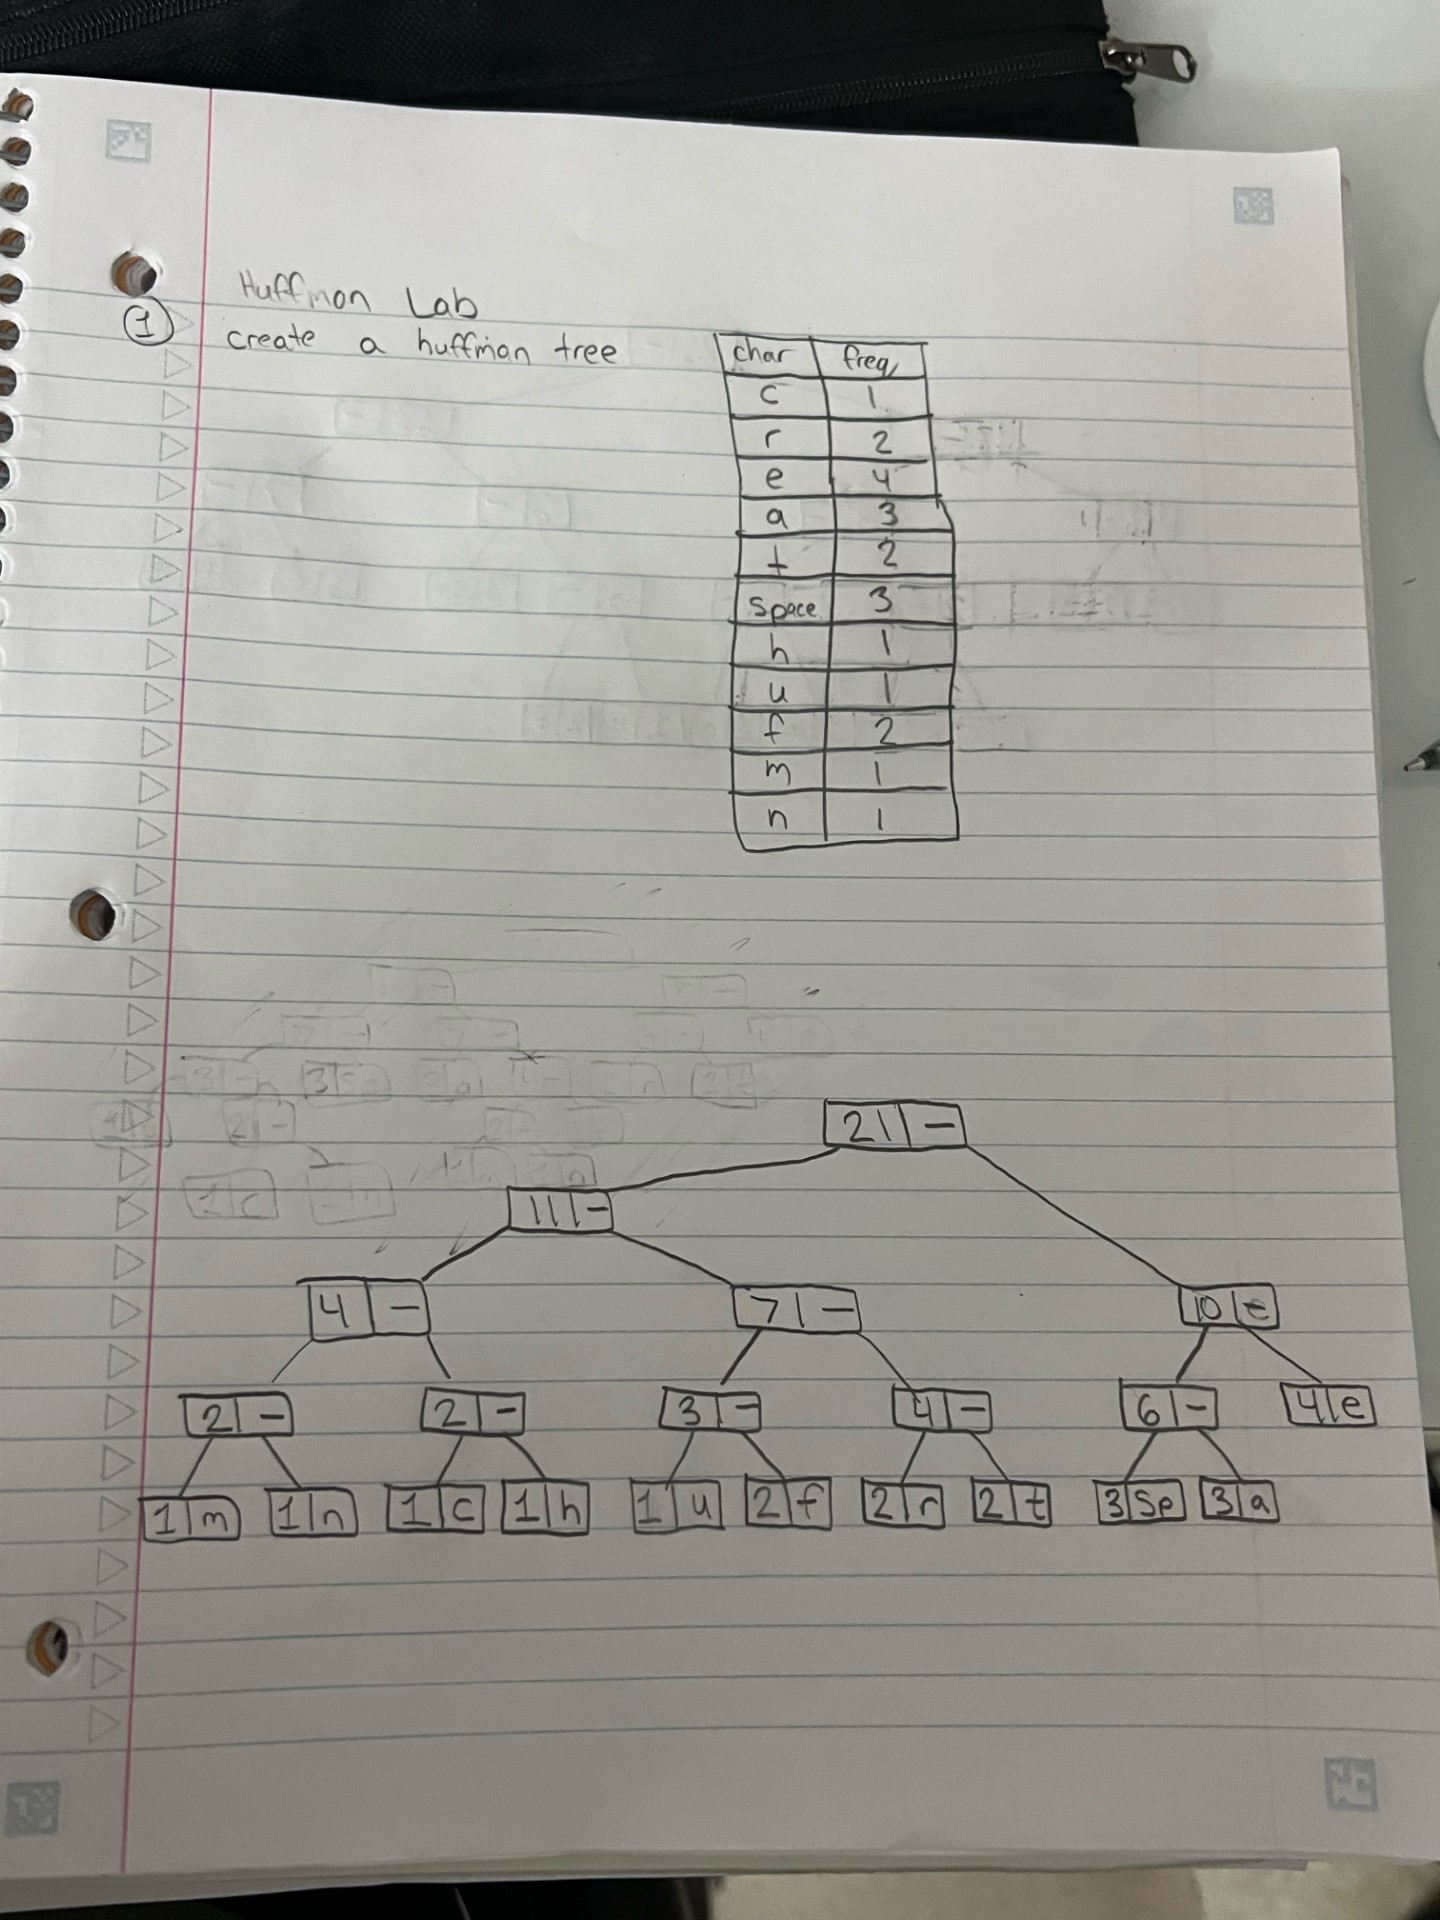 Huffman Lab
1 create a huffman tree
char freq
c 1
r 2
e 4
a 3
t 2
space 3
h 1
u 1
f 2
m 1
n 1
21 -
11 -
4 - 7 - 10 e
2 - 2 - 3 - 4 - 6 - 4 e
1 m 1 n 1 c 1 h 1 u 2 f 2 r 2 t 3 Sp 3 a